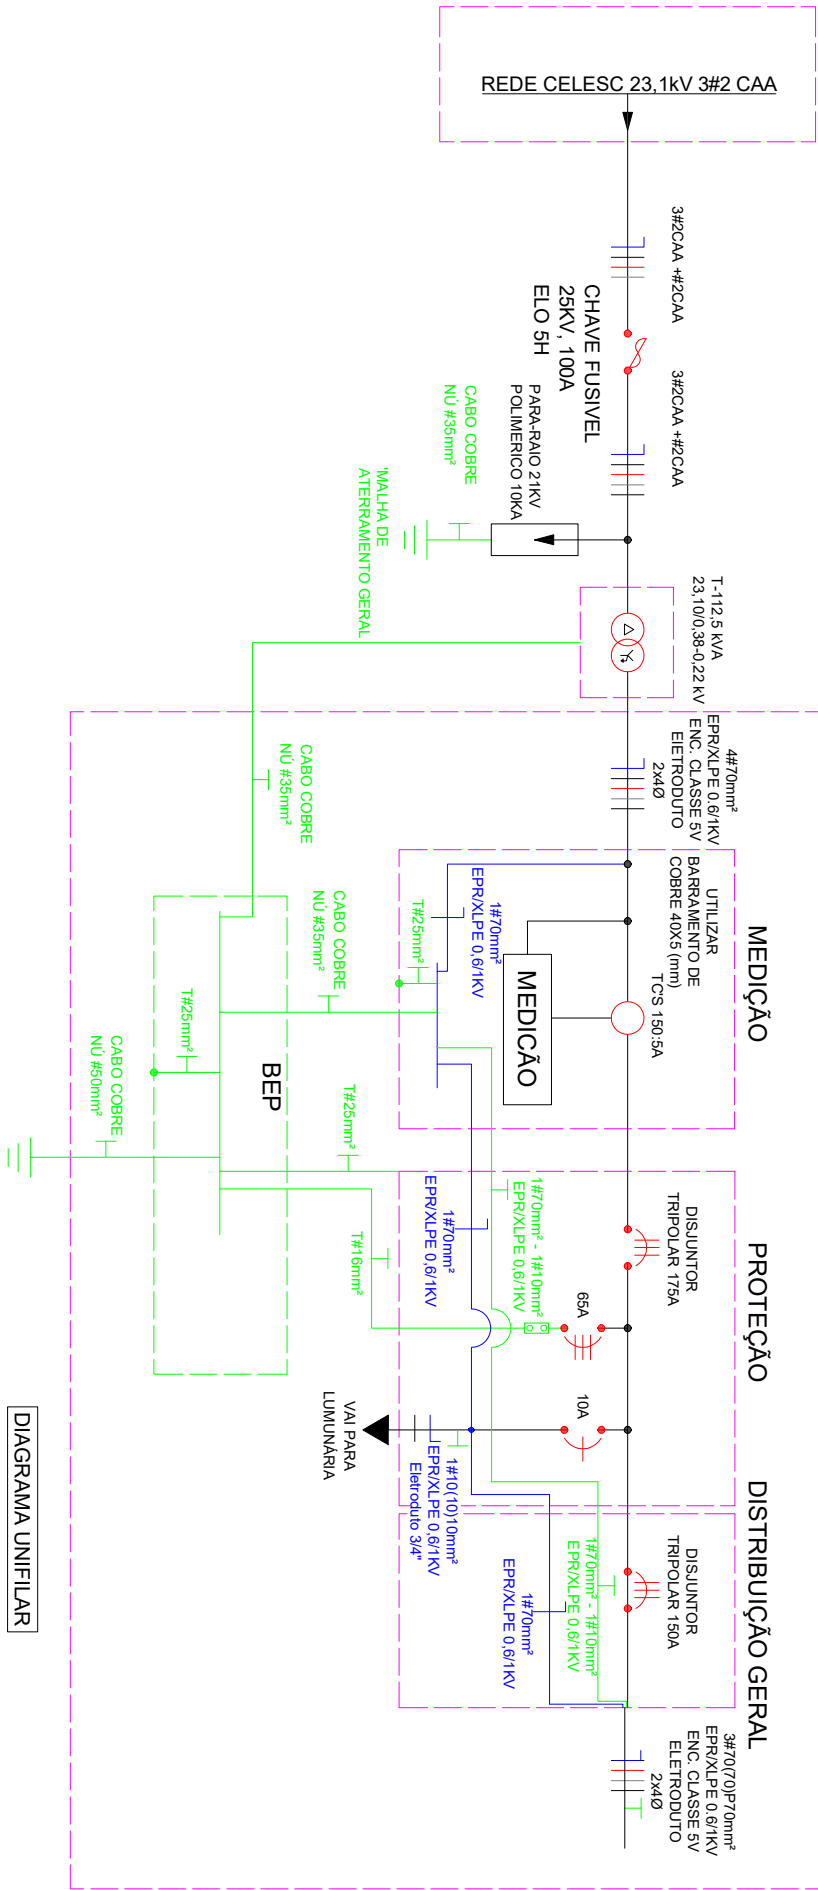 REDE CELESC 23,1kV 3#2 CAA
3#2CAA +#2CAA
CHAVE FUSIVEL
25KV, 100A
ELO 5H
3#2CAA +#2CAA
PARA-RAIO 21KV
POLIMERICO 10KA
CABO COBRE
NÚ #35mm²
'MALHA DE
ATERRAMENTO GERAL
T-112,5 kVA
23,10/0,38-0,22 kV
4#70mm²
EPR/XLPE 0.6/1KV
ENC. CLASSE 5V
ElETRODUTO
2x4Ø
CABO COBRE
NÚ #35mm²
MEDIÇÃO
UTILIZAR
BARRAMENTO DE
COBRE 40X5 (mm)
TC'S 150:5A
MEDICÃO
1#70mm²
EPR/XLPE 0,6/1KV
T#25mm²
CABO COBRE
NÚ #35mm²
BEP
T#25mm²
CABO COBRE
NÚ #50mm²
T#25mm²
T#16mm²
PROTEÇÃO
DISJUNTOR
TRIPOLAR 175A
65A
10A
1#70mm² - 1#10mm²
EPR/XLPE 0,6/1KV
1#70mm²
EPR/XLPE 0,6/1KV
VAI PARA
LUMUNÁRIA
1#10(10)10mm²
EPR/XLPE 0,6/1KV
Eletroduto 3/4"
DISTRIBUIÇÃO GERAL
DISJUNTOR
TRIPOLAR 150A
1#70mm² - 1#10mm²
EPR/XLPE 0,6/1KV
1#70mm²
EPR/XLPE 0,6/1KV
3#70(70)P70mm²
EPR/XLPE 0.6/1KV
ENC. CLASSE 5V
ELETRODUTO
2x4Ø
DIAGRAMA UNIFILAR